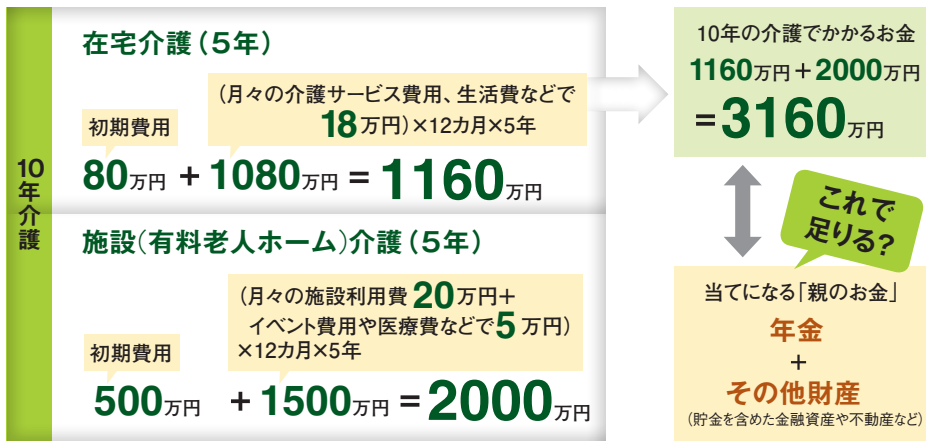 10年介護
在宅介護（5年）
（月々の介護サービス費用、生活費などで
18万円）×12カ月×5年
初期費用
80万円 + 1080万円 = 1160万円
施設（有料老人ホーム）介護（5年）
（月々の施設利用費20万円＋
イベント費用や医療費などで5万円）
×12カ月×5年
初期費用
500万円 + 1500万円 = 2000万円
10年の介護でかかるお金
1160万円＋2000万円
=3160万円
これで
足りる？
当てになる「親のお金」
年金
+
その他財産
（貯金を含めた金融資産や不動産など）